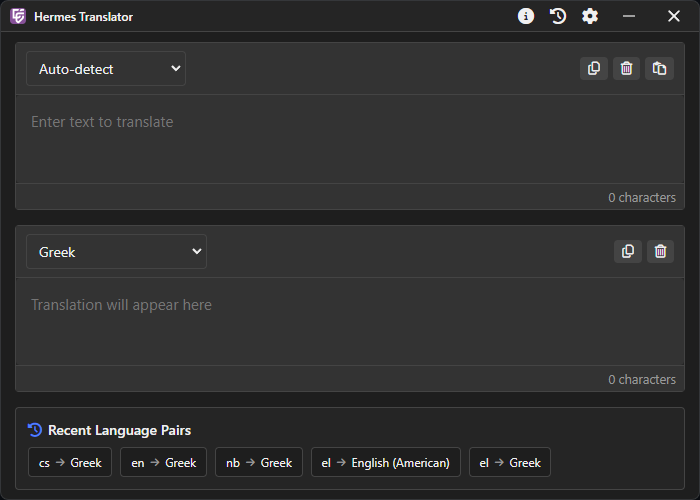 Hermes Translator
Auto-detect
Enter text to translate
0 characters
Greek
Translation will appear here
0 characters
Recent Language Pairs
cs → Greek en → Greek nb → Greek el → English (American) el → Greek